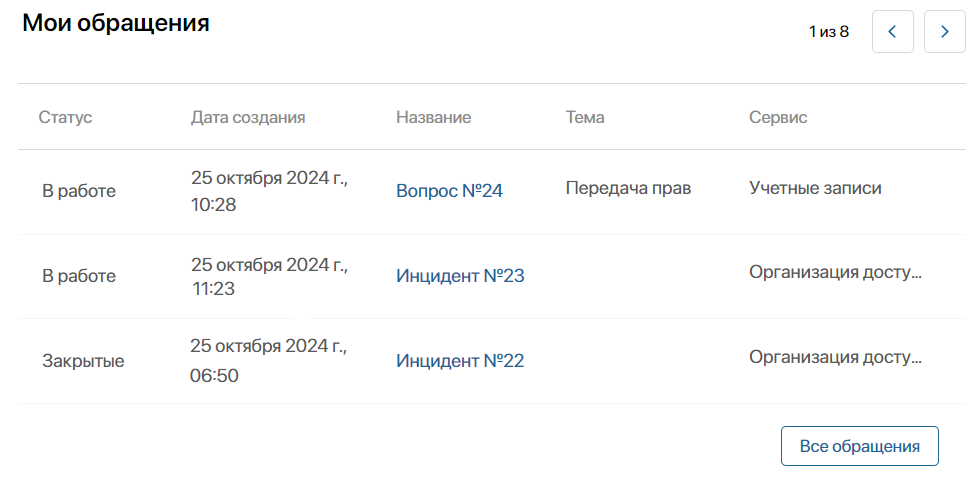 Мои обращения
1 из 8
Статус Дата создания Название Тема Сервис
В работе 25 октября 2024 г., 10:28 Вопрос №24 Передача прав Учетные записи
В работе 25 октября 2024 г., 11:23 Инцидент №23 Организация досту...
Закрытые 25 октября 2024 г., 06:50 Инцидент №22 Организация досту...
Все обращения